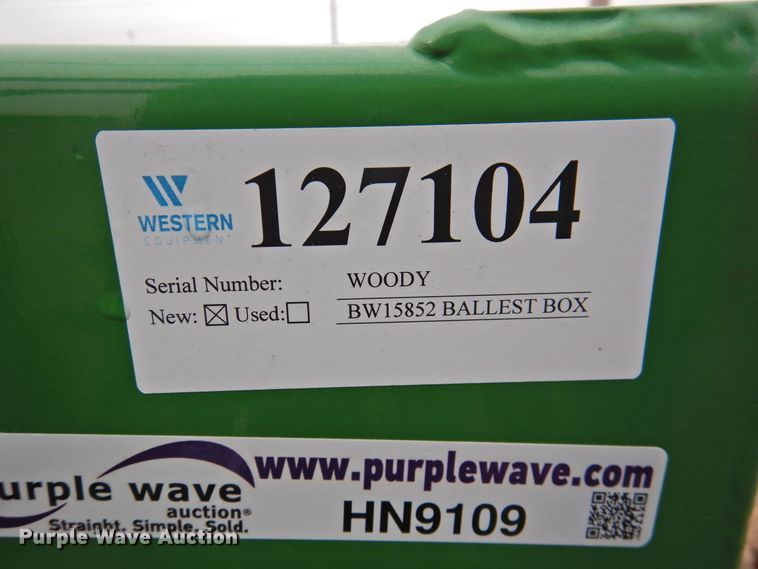 WESTERN
EQUIPMENT
127104
Serial Number: WOODY
New: Used: BW15852 BALLEST BOX
urple wave
auction®
Straight. Simple. Sold.
www.purplewave.com
HN9109
Purple Wave Auction